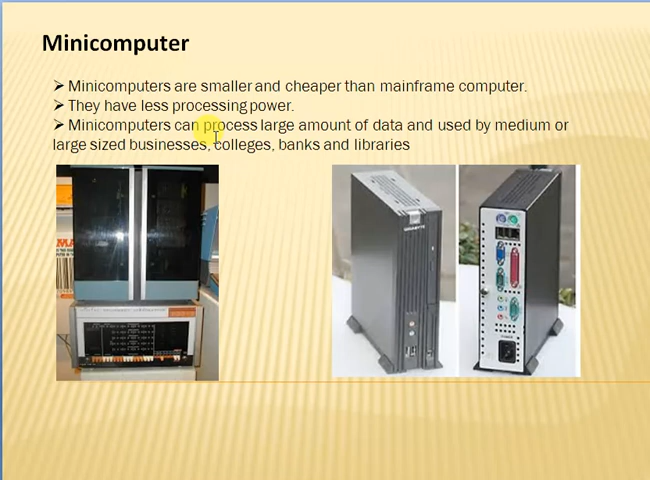 Minicomputer
➢ Minicomputers are smaller and cheaper than mainframe computer.
➢ They have less processing power.
➢ Minicomputers can process large amount of data and used by medium or
large sized businesses, colleges, banks and libraries
GIGABYTE